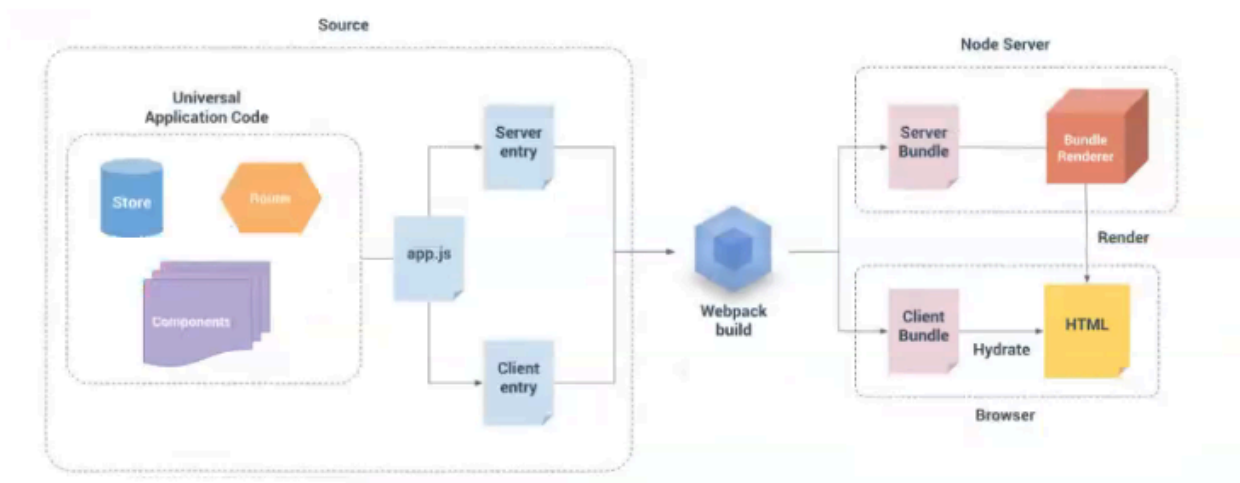 Source
Node Server
Universal
Application Code
Store
Router
Components
app.js
Server
entry
Client
entry
Webpack
build
Server
Bundle
Bundle
Renderer
Render
Client
Bundle
Hydrate
HTML
Browser